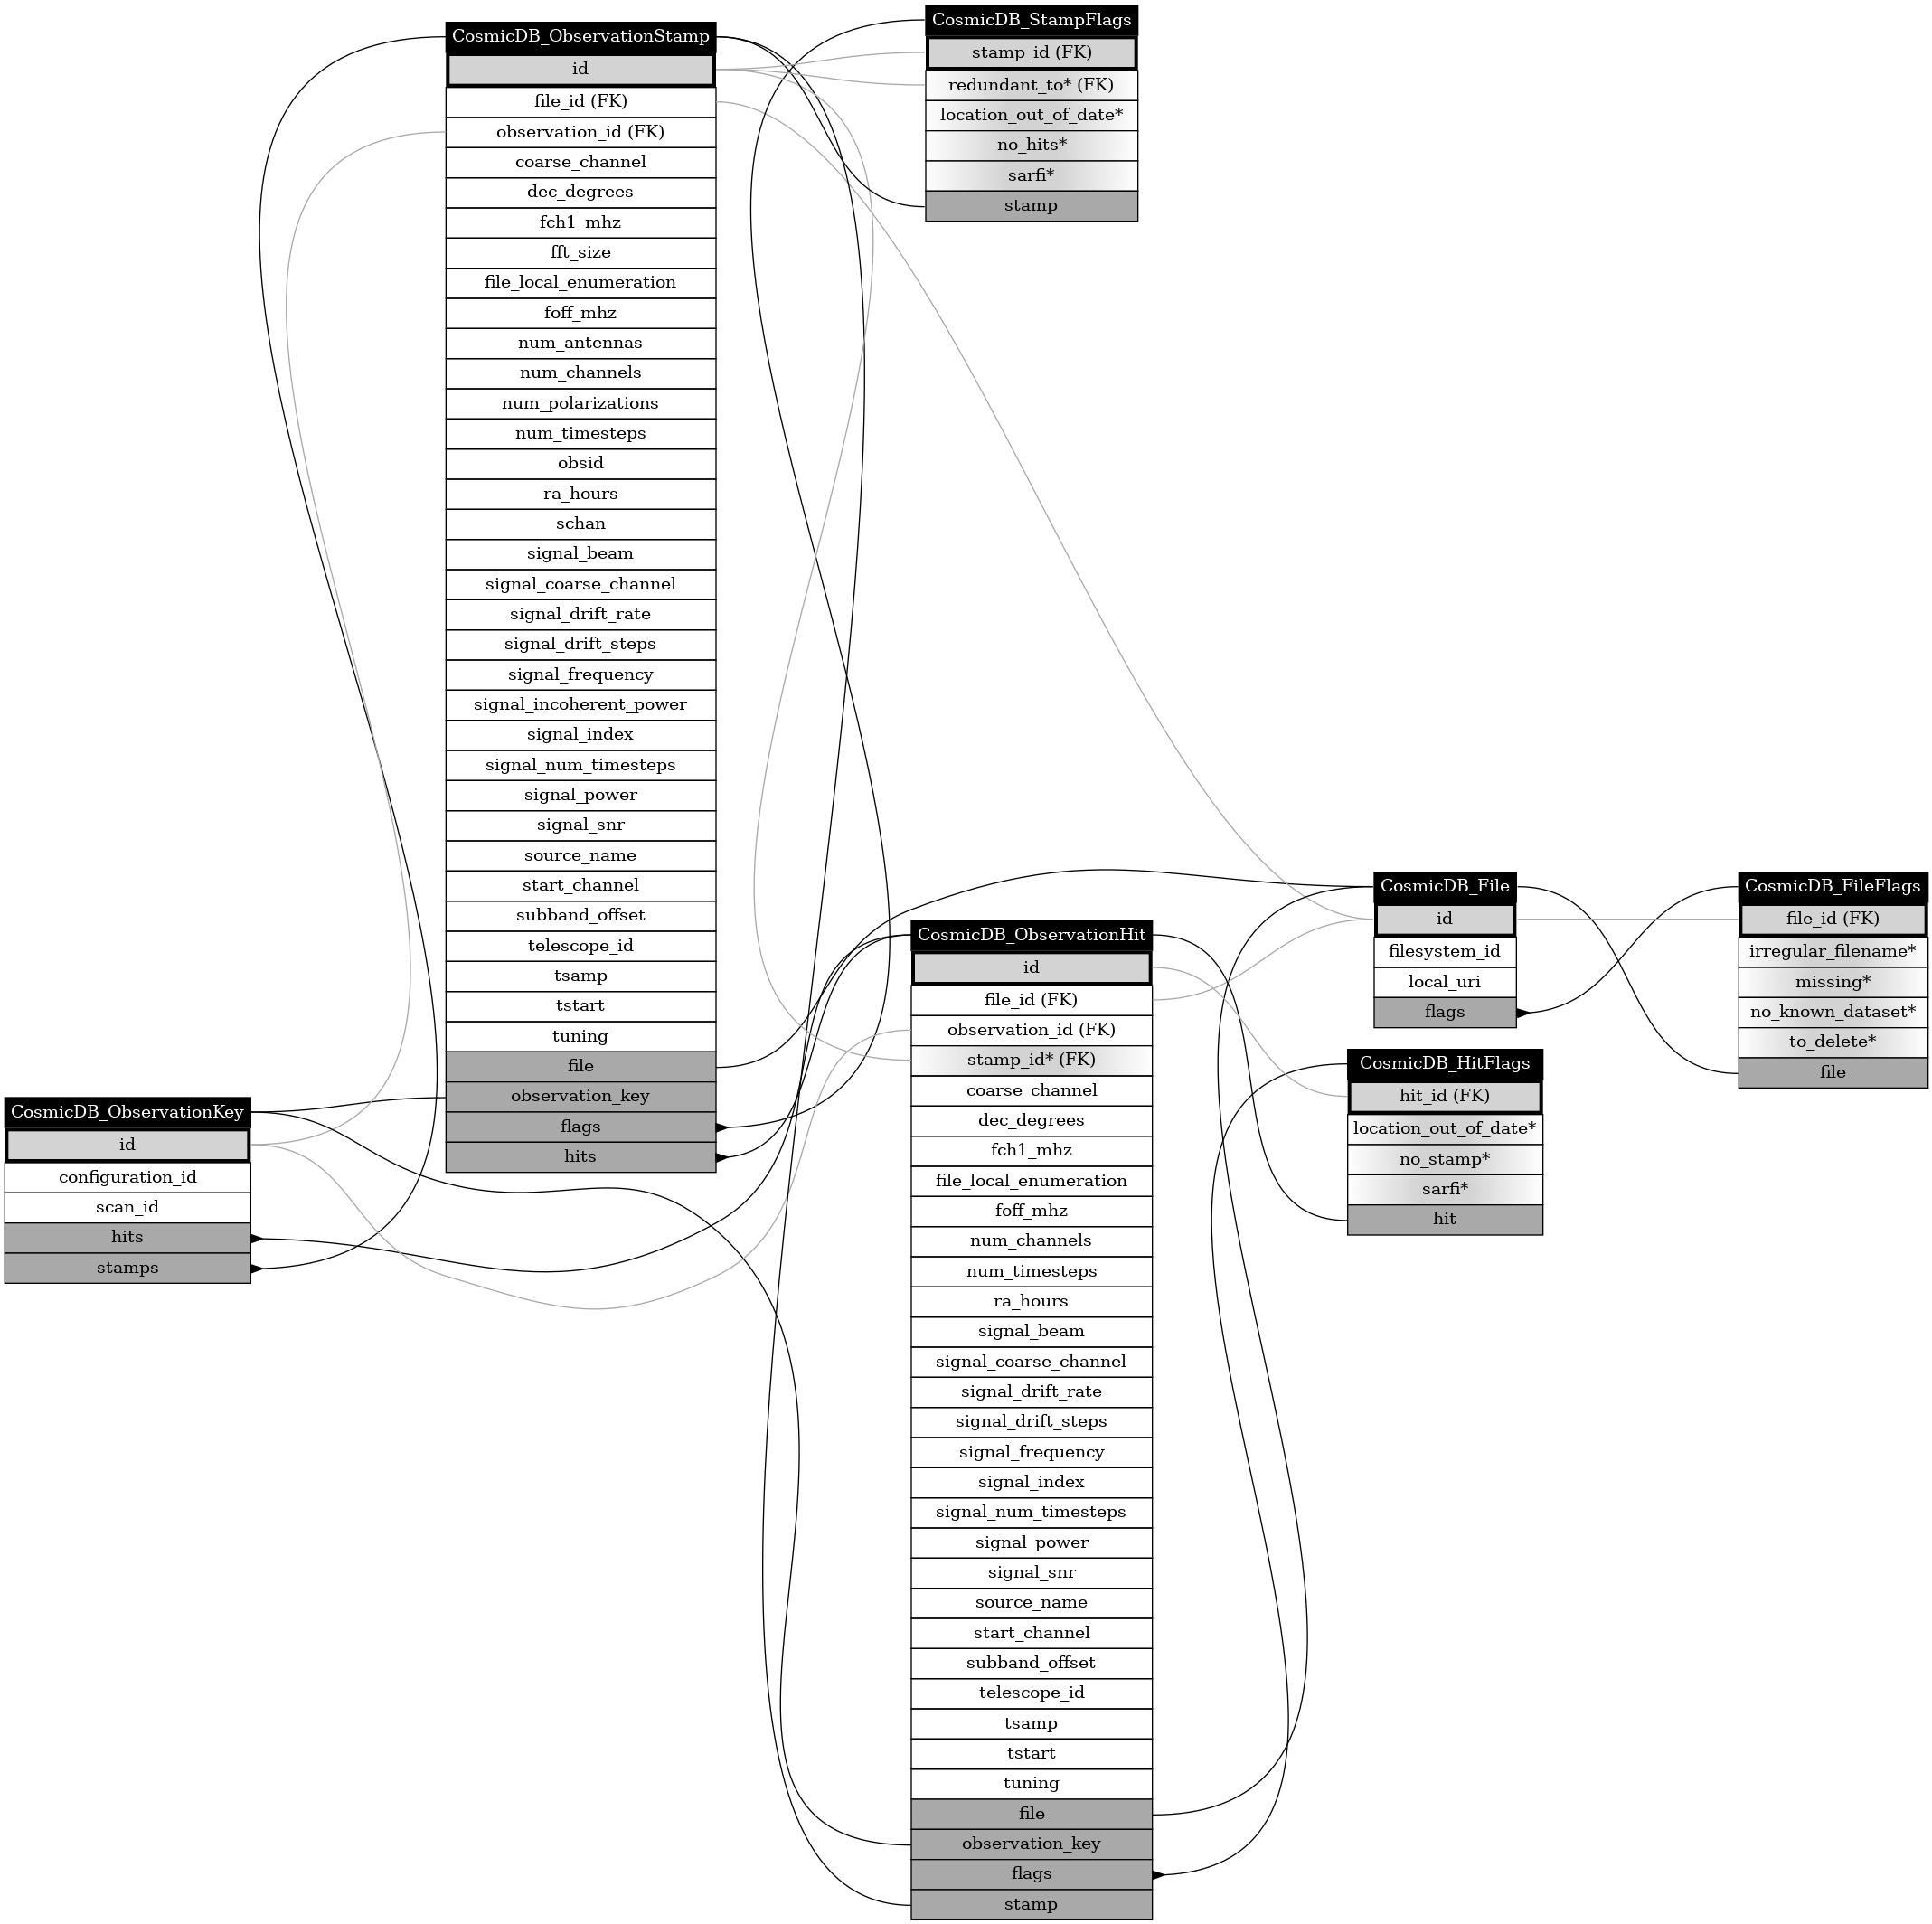 CosmicDB_ObservationStamp
id
file_id (FK)
observation_id (FK)
coarse_channel
dec_degrees
fch1_mhz
fft_size
file_local_enumeration
foff_mhz
num_antennas
num_channels
num_polarizations
num_timesteps
obsid
ra_hours
schan
signal_beam
signal_coarse_channel
signal_drift_rate
signal_drift_steps
signal_frequency
signal_incoherent_power
signal_index
signal_num_timesteps
signal_power
signal_snr
source_name
start_channel
subband_offset
telescope_id
tsamp
tstart
tuning
file
observation_key
flags
hits
CosmicDB_StampFlags
stamp_id (FK)
redundant_to* (FK)
location_out_of_date*
no_hits*
sarfi*
stamp
CosmicDB_ObservationKey
id
configuration_id
scan_id
hits
stamps
CosmicDB_ObservationHit
id
file_id (FK)
observation_id (FK)
stamp_id* (FK)
coarse_channel
dec_degrees
fch1_mhz
file_local_enumeration
foff_mhz
num_channels
num_timesteps
ra_hours
signal_beam
signal_coarse_channel
signal_drift_rate
signal_drift_steps
signal_frequency
signal_index
signal_num_timesteps
signal_power
signal_snr
source_name
start_channel
subband_offset
telescope_id
tsamp
tstart
tuning
file
observation_key
flags
stamp
CosmicDB_File
id
filesystem_id
local_uri
flags
CosmicDB_HitFlags
hit_id (FK)
location_out_of_date*
no_stamp*
sarfi*
hit
CosmicDB_FileFlags
file_id (FK)
irregular_filename*
missing*
no_known_dataset*
to_delete*
file